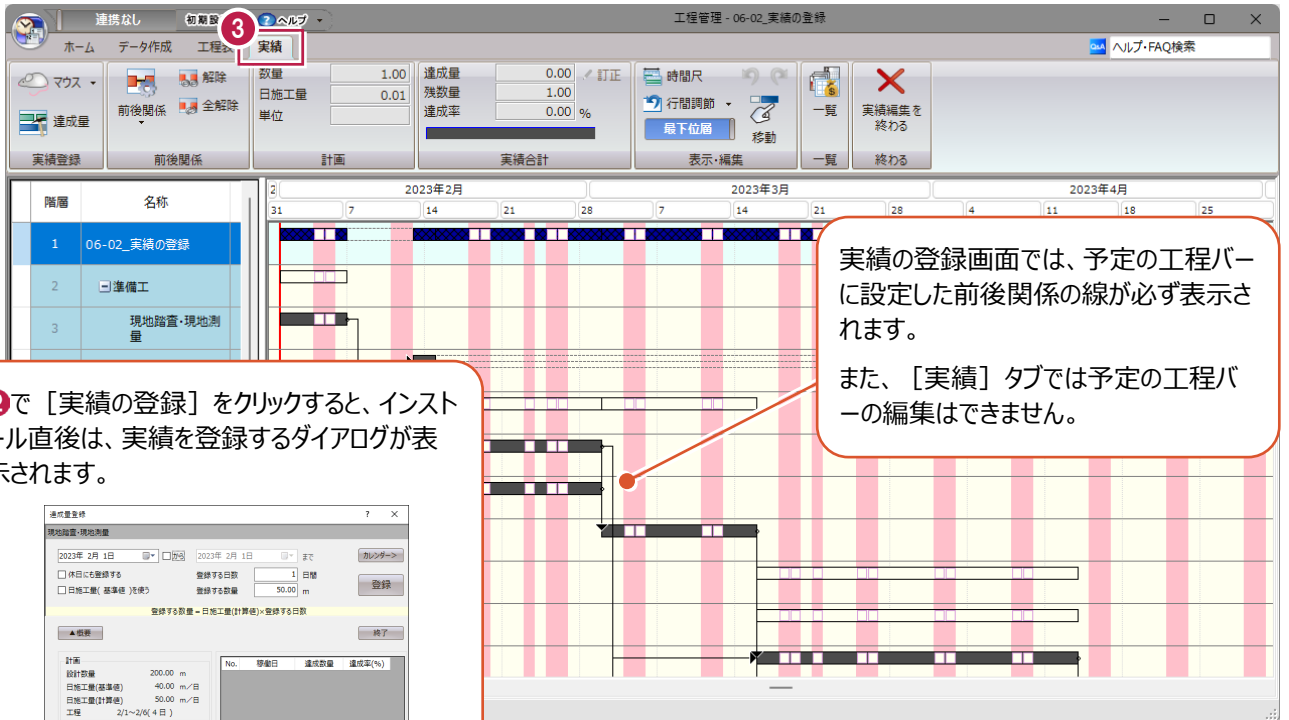 連携なし
初期設
ヘルプ
工程管理 - 06-02_実績の登録
3
ホーム
データ作成
工程表
実績
Q&A
ヘルプ・FAQ検索
マウス
達成量
実績登録
前後関係
解除
全解除
前後関係
数量 1.00
日施工量 0.01
単位
計画
達成量 0.00 訂正
残数量 1.00
達成率 0.00 %
実績合計
時間尺
行間調節
最下位層
移動
表示・編集
一覧
一覧
実績編集を
終わる
終わる
階層
名称
2
2023年2月
2023年3月
2023年4月
31 7 14 21 28 7 14 21 28 4 11 18 25
1 06-02_実績の登録
2 準備工
3 現地踏査・現地測
量
実績の登録画面では、予定の工程バー
に設定した前後関係の線が必ず表示さ
れます。
また、［実績］タブでは予定の工程バ
ーの編集はできません。
2で［実績の登録］をクリックすると、インスト
ール直後は、実績を登録するダイアログが表
示されます。
達成量登録 ? ×
現地踏査・現地測量
2023年 2月 1日 から 2023年 2月 1日 まで カレンダー>
休日にも登録する 登録する日数 1 日間
日施工量( 基準値 )を使う 登録する数量 50.00 m
登録
登録する数量 = 日施工量(計算値)×登録する日数
▲概要
終了
計画
設計数量 200.00 m
日施工量(基準値) 40.00 m/日
日施工量(計算値) 50.00 m/日
工程 2/1～2/6( 4 日 )
No. 稼働日 達成数量 達成率(%)